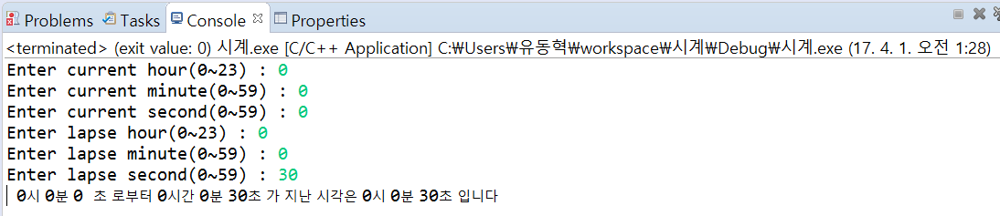 Problems Tasks Console Properties
<terminated> (exit value: 0) 시계.exe [C/C++ Application] C:₩Users₩유동혁₩workspace₩시계₩Debug₩시계.exe (17. 4. 1. 오전 1:28)
Enter current hour(0~23) : 0
Enter current minute(0~59) : 0
Enter current second(0~59) : 0
Enter lapse hour(0~23) : 0
Enter lapse minute(0~59) : 0
Enter lapse second(0~59) : 30
0시 0분 0 초 로부터 0시간 0분 30초 가 지난 시각은 0시 0분 30초 입니다